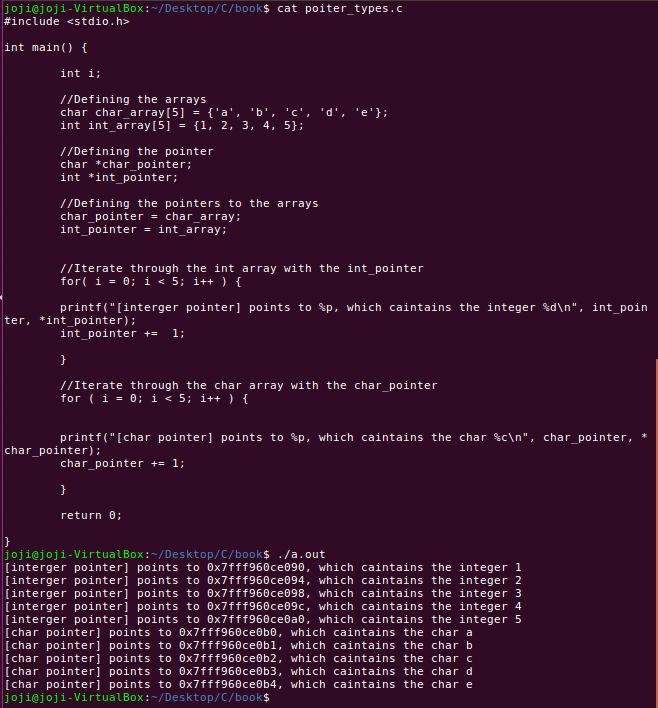 joji@joji-VirtualBox:~/Desktop/C/book$ cat poiter_types.c
#include <stdio.h>
int main() {
int i;
//Defining the arrays
char char_array[5] = {'a', 'b', 'c', 'd', 'e'};
int int_array[5] = {1, 2, 3, 4, 5};
//Defining the pointer
char *char_pointer;
int *int_pointer;
//Defining the pointers to the arrays
char_pointer = char_array;
int_pointer = int_array;
//Iterate through the int array with the int_pointer
for( i = 0; i < 5; i++ ) {
printf("[interger pointer] points to %p, which caintains the integer %d\n", int_poin
ter, *int_pointer);
int_pointer +=  1;
}
//Iterate through the char array with the char_pointer
for ( i = 0; i < 5; i++ ) {
printf("[char pointer] points to %p, which caintains the char %c\n", char_pointer, *
char_pointer);
char_pointer += 1;
}
return 0;
}
joji@joji-VirtualBox:~/Desktop/C/book$ ./a.out
[interger pointer] points to 0x7fff960ce090, which caintains the integer 1
[interger pointer] points to 0x7fff960ce094, which caintains the integer 2
[interger pointer] points to 0x7fff960ce098, which caintains the integer 3
[interger pointer] points to 0x7fff960ce09c, which caintains the integer 4
[interger pointer] points to 0x7fff960ce0a0, which caintains the integer 5
[char pointer] points to 0x7fff960ce0b0, which caintains the char a
[char pointer] points to 0x7fff960ce0b1, which caintains the char b
[char pointer] points to 0x7fff960ce0b2, which caintains the char c
[char pointer] points to 0x7fff960ce0b3, which caintains the char d
[char pointer] points to 0x7fff960ce0b4, which caintains the char e
joji@joji-VirtualBox:~/Desktop/C/book$